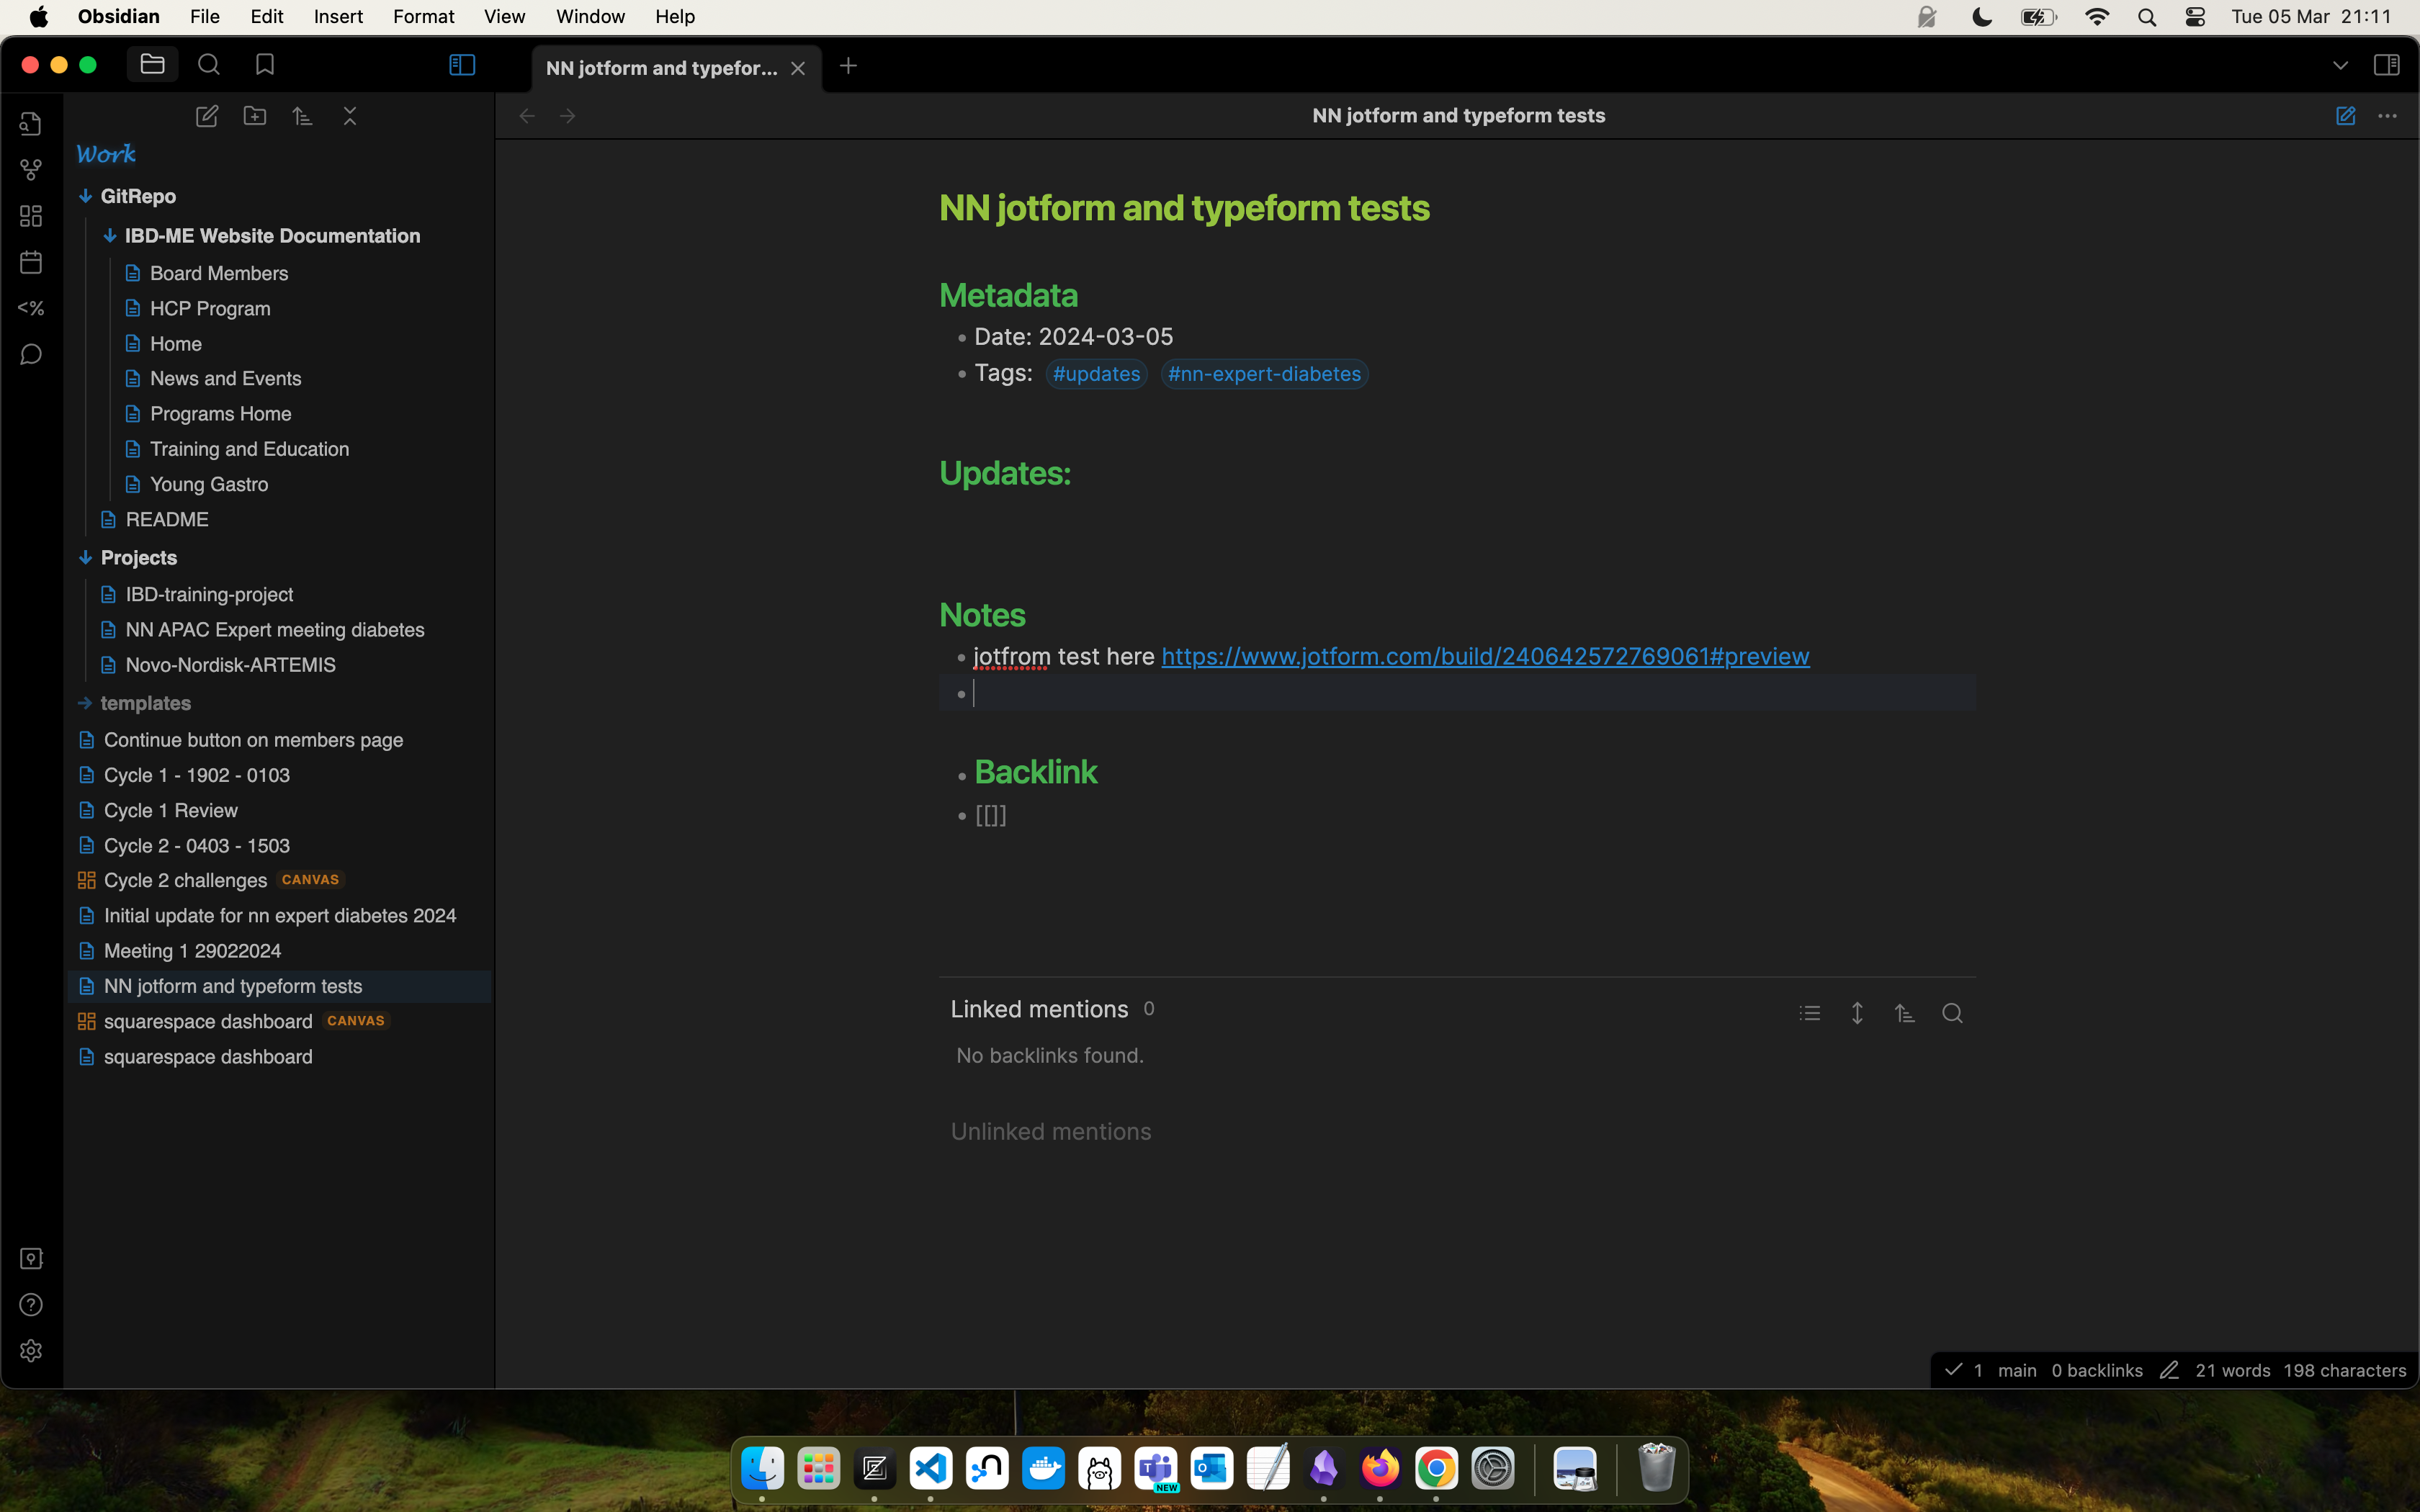 Obsidian File Edit Insert Format View Window Help Tue 05 Mar 21:11
NN jotform and typefor...
NN jotform and typeform tests
Work
GitRepo
IBD-ME Website Documentation
Board Members
HCP Program
Home
News and Events
Programs Home
Training and Education
Young Gastro
README
Projects
IBD-training-project
NN APAC Expert meeting diabetes
Novo-Nordisk-ARTEMIS
templates
Continue button on members page
Cycle 1 - 1902 - 0103
Cycle 1 Review
Cycle 2 - 0403 - 1503
Cycle 2 challenges CANVAS
Initial update for nn expert diabetes 2024
Meeting 1 29022024
NN jotform and typeform tests
squarespace dashboard CANVAS
squarespace dashboard
<%
NN jotform and typeform tests
Metadata
Date: 2024-03-05
Tags: #updates #nn-expert-diabetes
Updates:
Notes
jotfrom test here https://www.jotform.com/build/240642572769061#preview
Backlink
[[]]
Linked mentions 0
No backlinks found.
Unlinked mentions
1 main 0 backlinks 21 words 198 characters
NEW